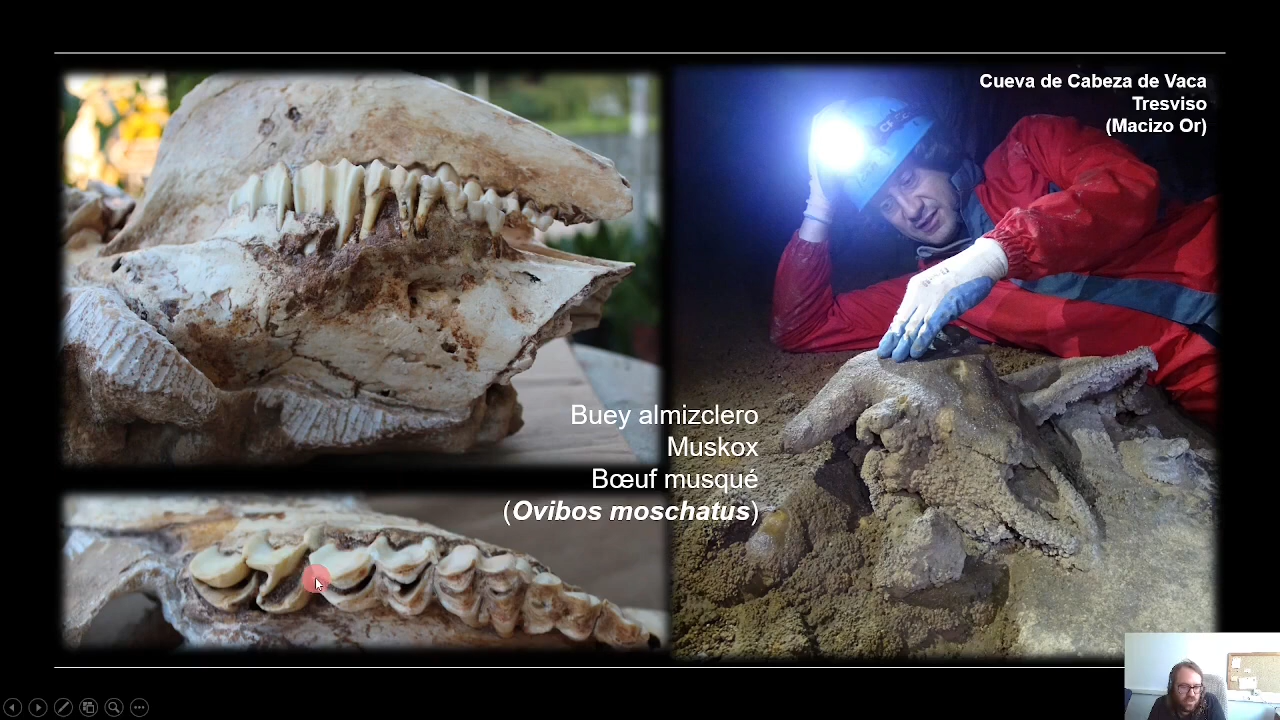 Cueva de Cabeza de Vaca
Tresviso
(Macizo Or)
Buey almizclero
Muskox
Bœuf musqué
(Ovibos moschatus)